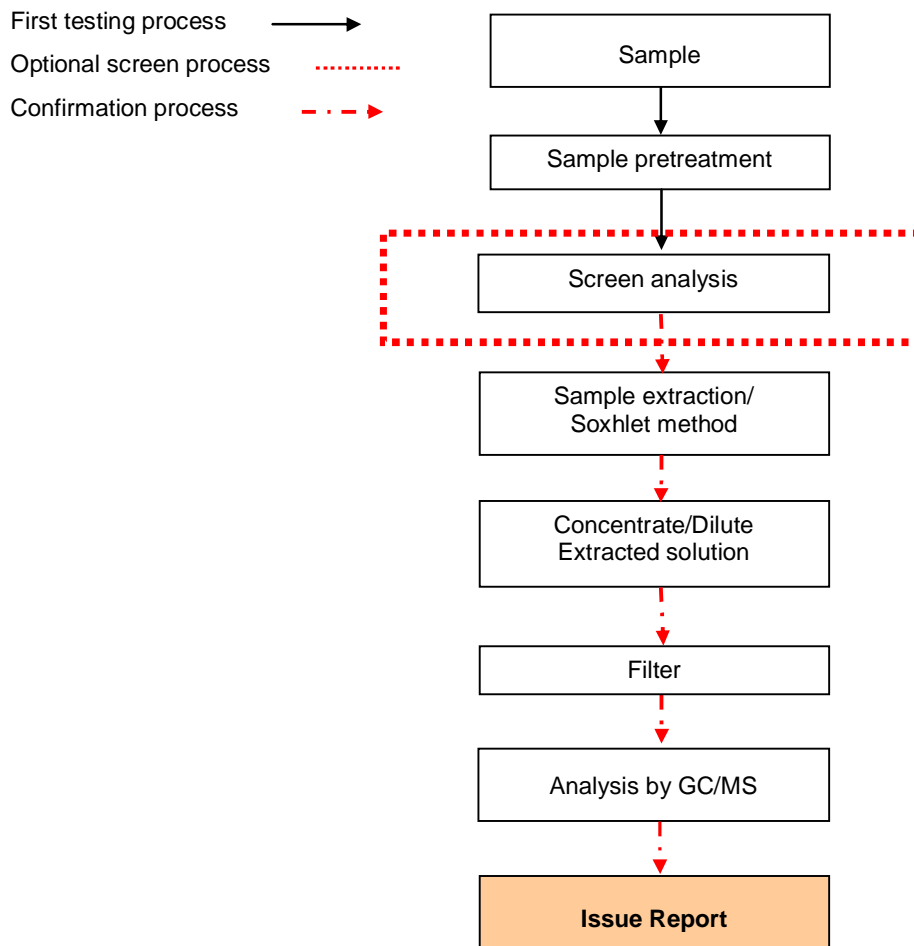 First testing process
Optional screen process
Confirmation process
Sample
Sample pretreatment
Screen analysis
Sample extraction/
Soxhlet method
Concentrate/Dilute
Extracted solution
Filter
Analysis by GC/MS
Issue Report